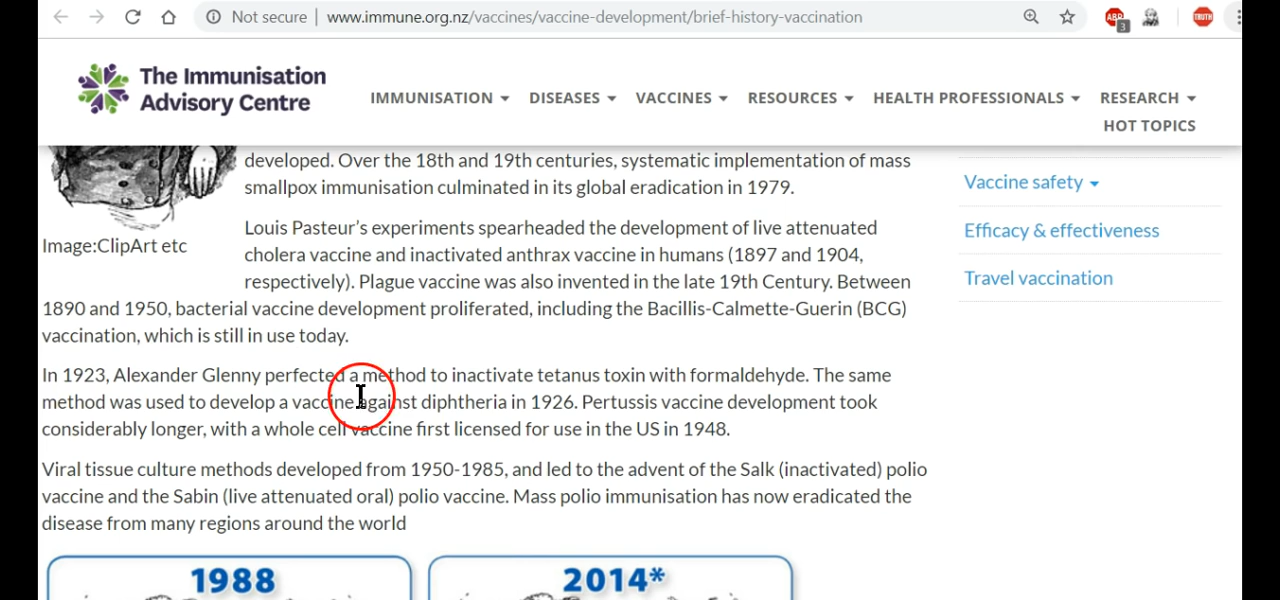 Not secure | www.immune.org.nz/vaccines/vaccine-development/brief-history-vaccination
ABP
3
TRUTH
The Immunisation
Advisory Centre
IMMUNISATION
DISEASES
VACCINES
RESOURCES
HEALTH PROFESSIONALS
RESEARCH
HOT TOPICS
developed. Over the 18th and 19th centuries, systematic implementation of mass
smallpox immunisation culminated in its global eradication in 1979.
Image:ClipArt etc
Louis Pasteur’s experiments spearheaded the development of live attenuated
cholera vaccine and inactivated anthrax vaccine in humans (1897 and 1904,
respectively). Plague vaccine was also invented in the late 19th Century. Between
1890 and 1950, bacterial vaccine development proliferated, including the Bacillis-Calmette-Guerin (BCG)
vaccination, which is still in use today.
In 1923, Alexander Glenny perfected a method to inactivate tetanus toxin with formaldehyde. The same
method was used to develop a vaccine against diphtheria in 1926. Pertussis vaccine development took
considerably longer, with a whole cell vaccine first licensed for use in the US in 1948.
Viral tissue culture methods developed from 1950-1985, and led to the advent of the Salk (inactivated) polio
vaccine and the Sabin (live attenuated oral) polio vaccine. Mass polio immunisation has now eradicated the
disease from many regions around the world
1988
2014*
Vaccine safety
Efficacy & effectiveness
Travel vaccination